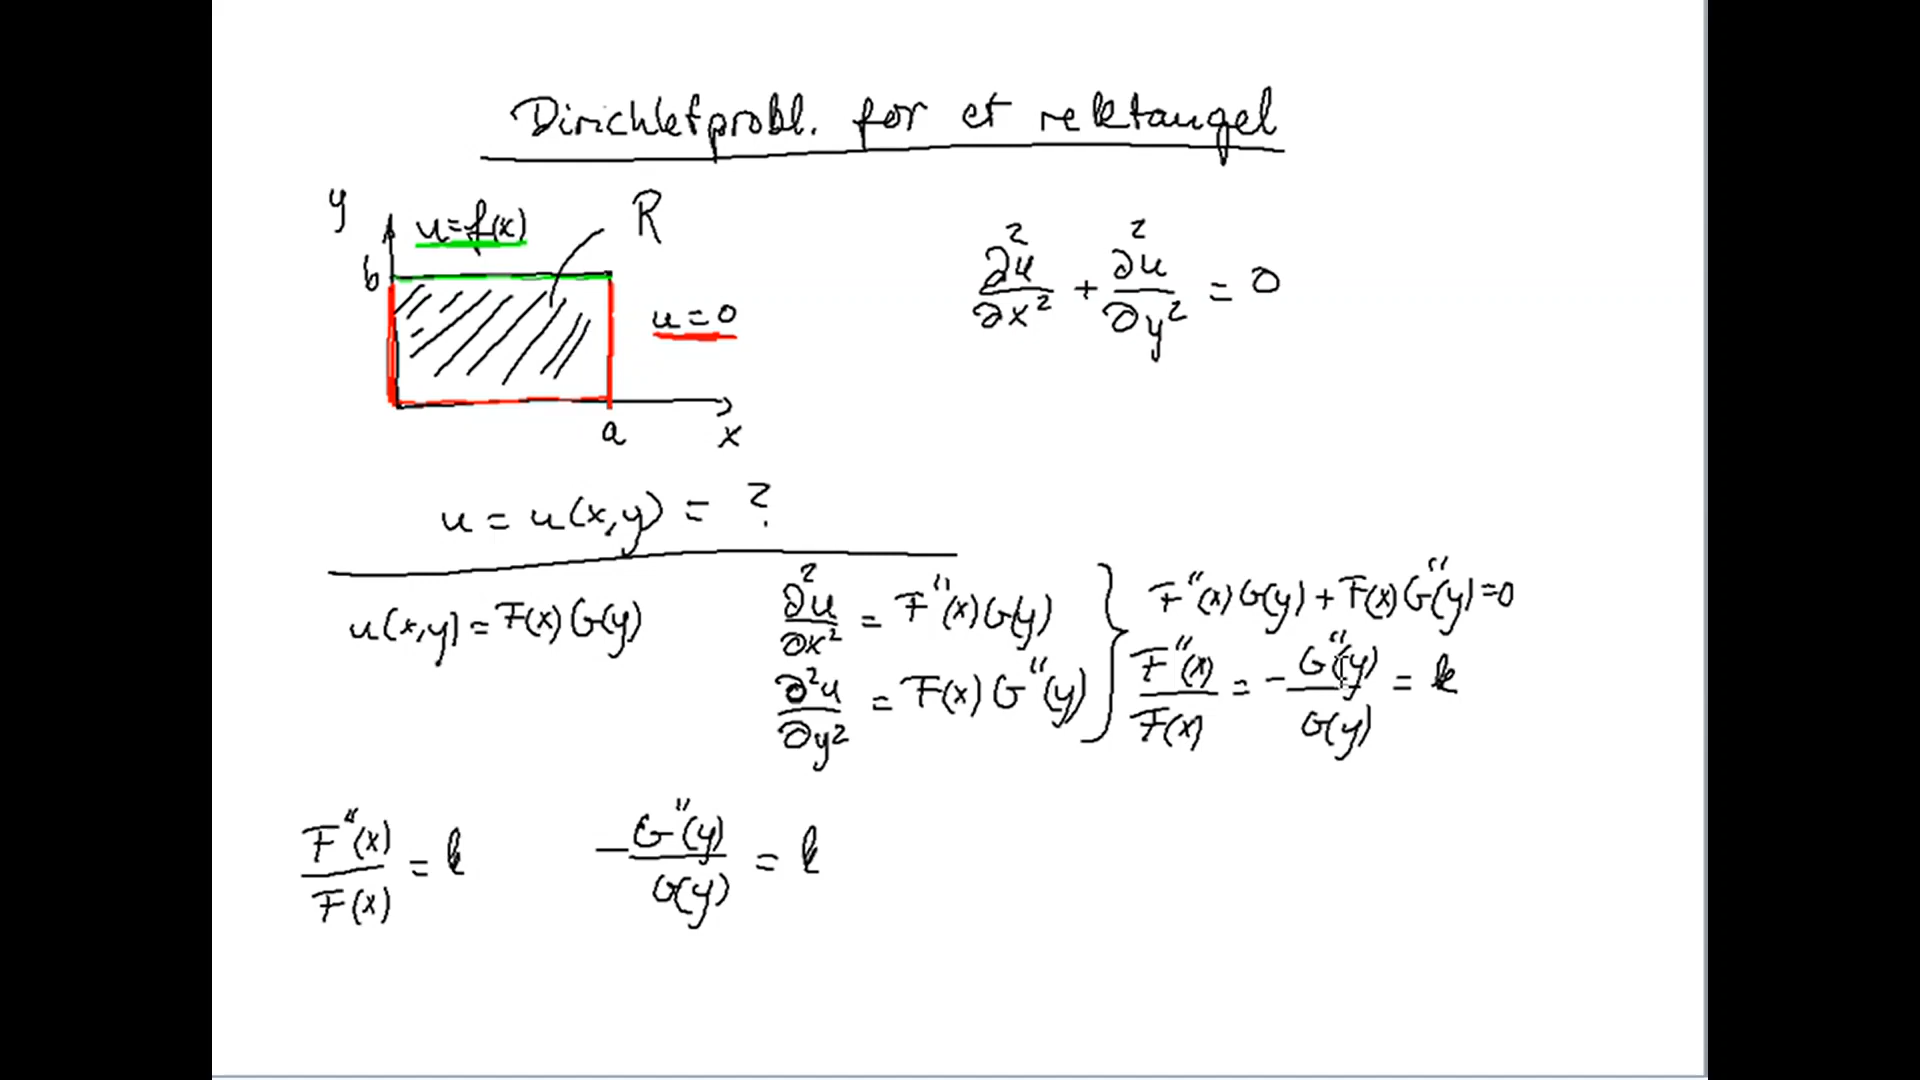 Dirichletprobl. for et rektangel
y
u=f(x)
R
b
∂²u/∂x² + ∂²u/∂y² = 0
u=0
a
x
u = u(x,y) = ?
u(x,y) = F(x) G(y)
∂²u/∂x² = F''(x) G(y)
∂²u/∂y² = F(x) G''(y)
F''(x) G(y) + F(x) G''(y) = 0
F''(x)/F(x) = - G''(y)/G(y) = k
F''(x)/F(x) = k
- G''(y)/G(y) = k